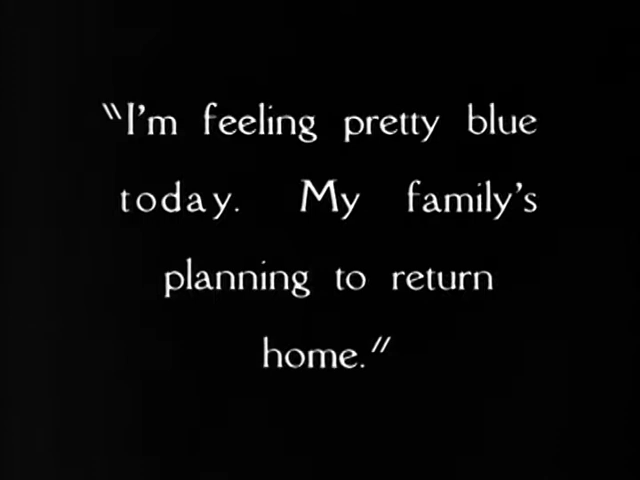 "I'm feeling pretty blue
today. My family's
planning to return
home."